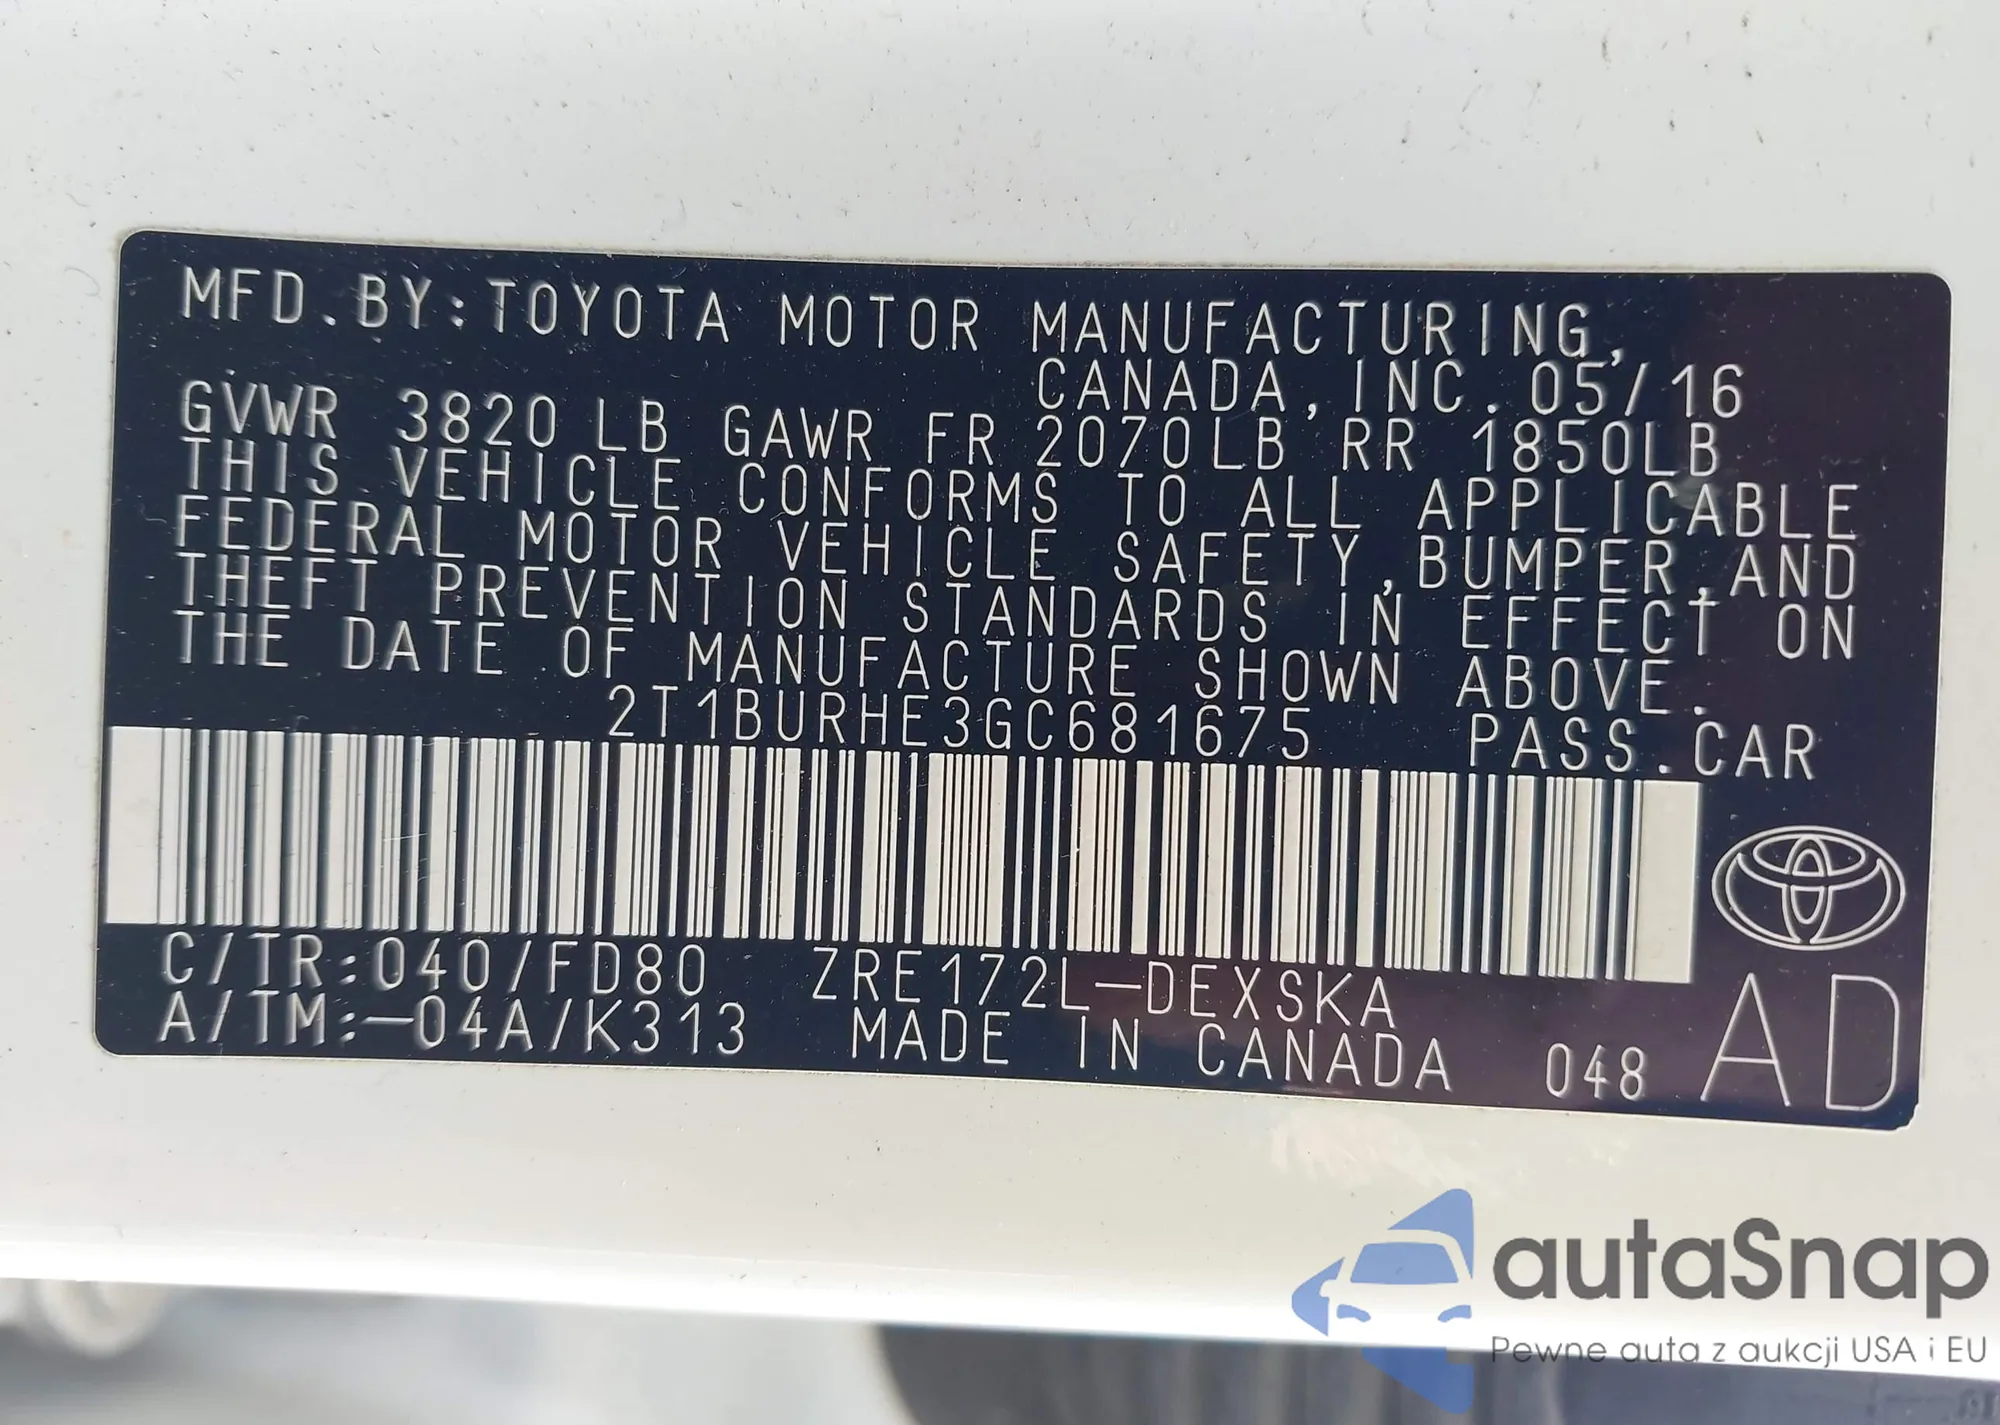 MFD.BY:TOYOTA MOTOR MANUFACTURING,
CANADA,INC.05/16
GVWR 3820 LB GAWR FR 2070LB RR 1850LB
THIS VEHICLE CONFORMS TO ALL APPLICABLE
FEDERAL MOTOR VEHICLE SAFETY,BUMPER,AND
THEFT PREVENTION STANDARDS IN EFFECT ON
THE DATE OF MANUFACTURE SHOWN ABOVE.
2T1BURHE3GC681675 PASS.CAR
C/TR:040/FD80 ZRE172L-DEXSKA
A/TM:-04A/K313 MADE IN CANADA 048 AD
autaSnap
Pewne auta z aukcji USA i EU